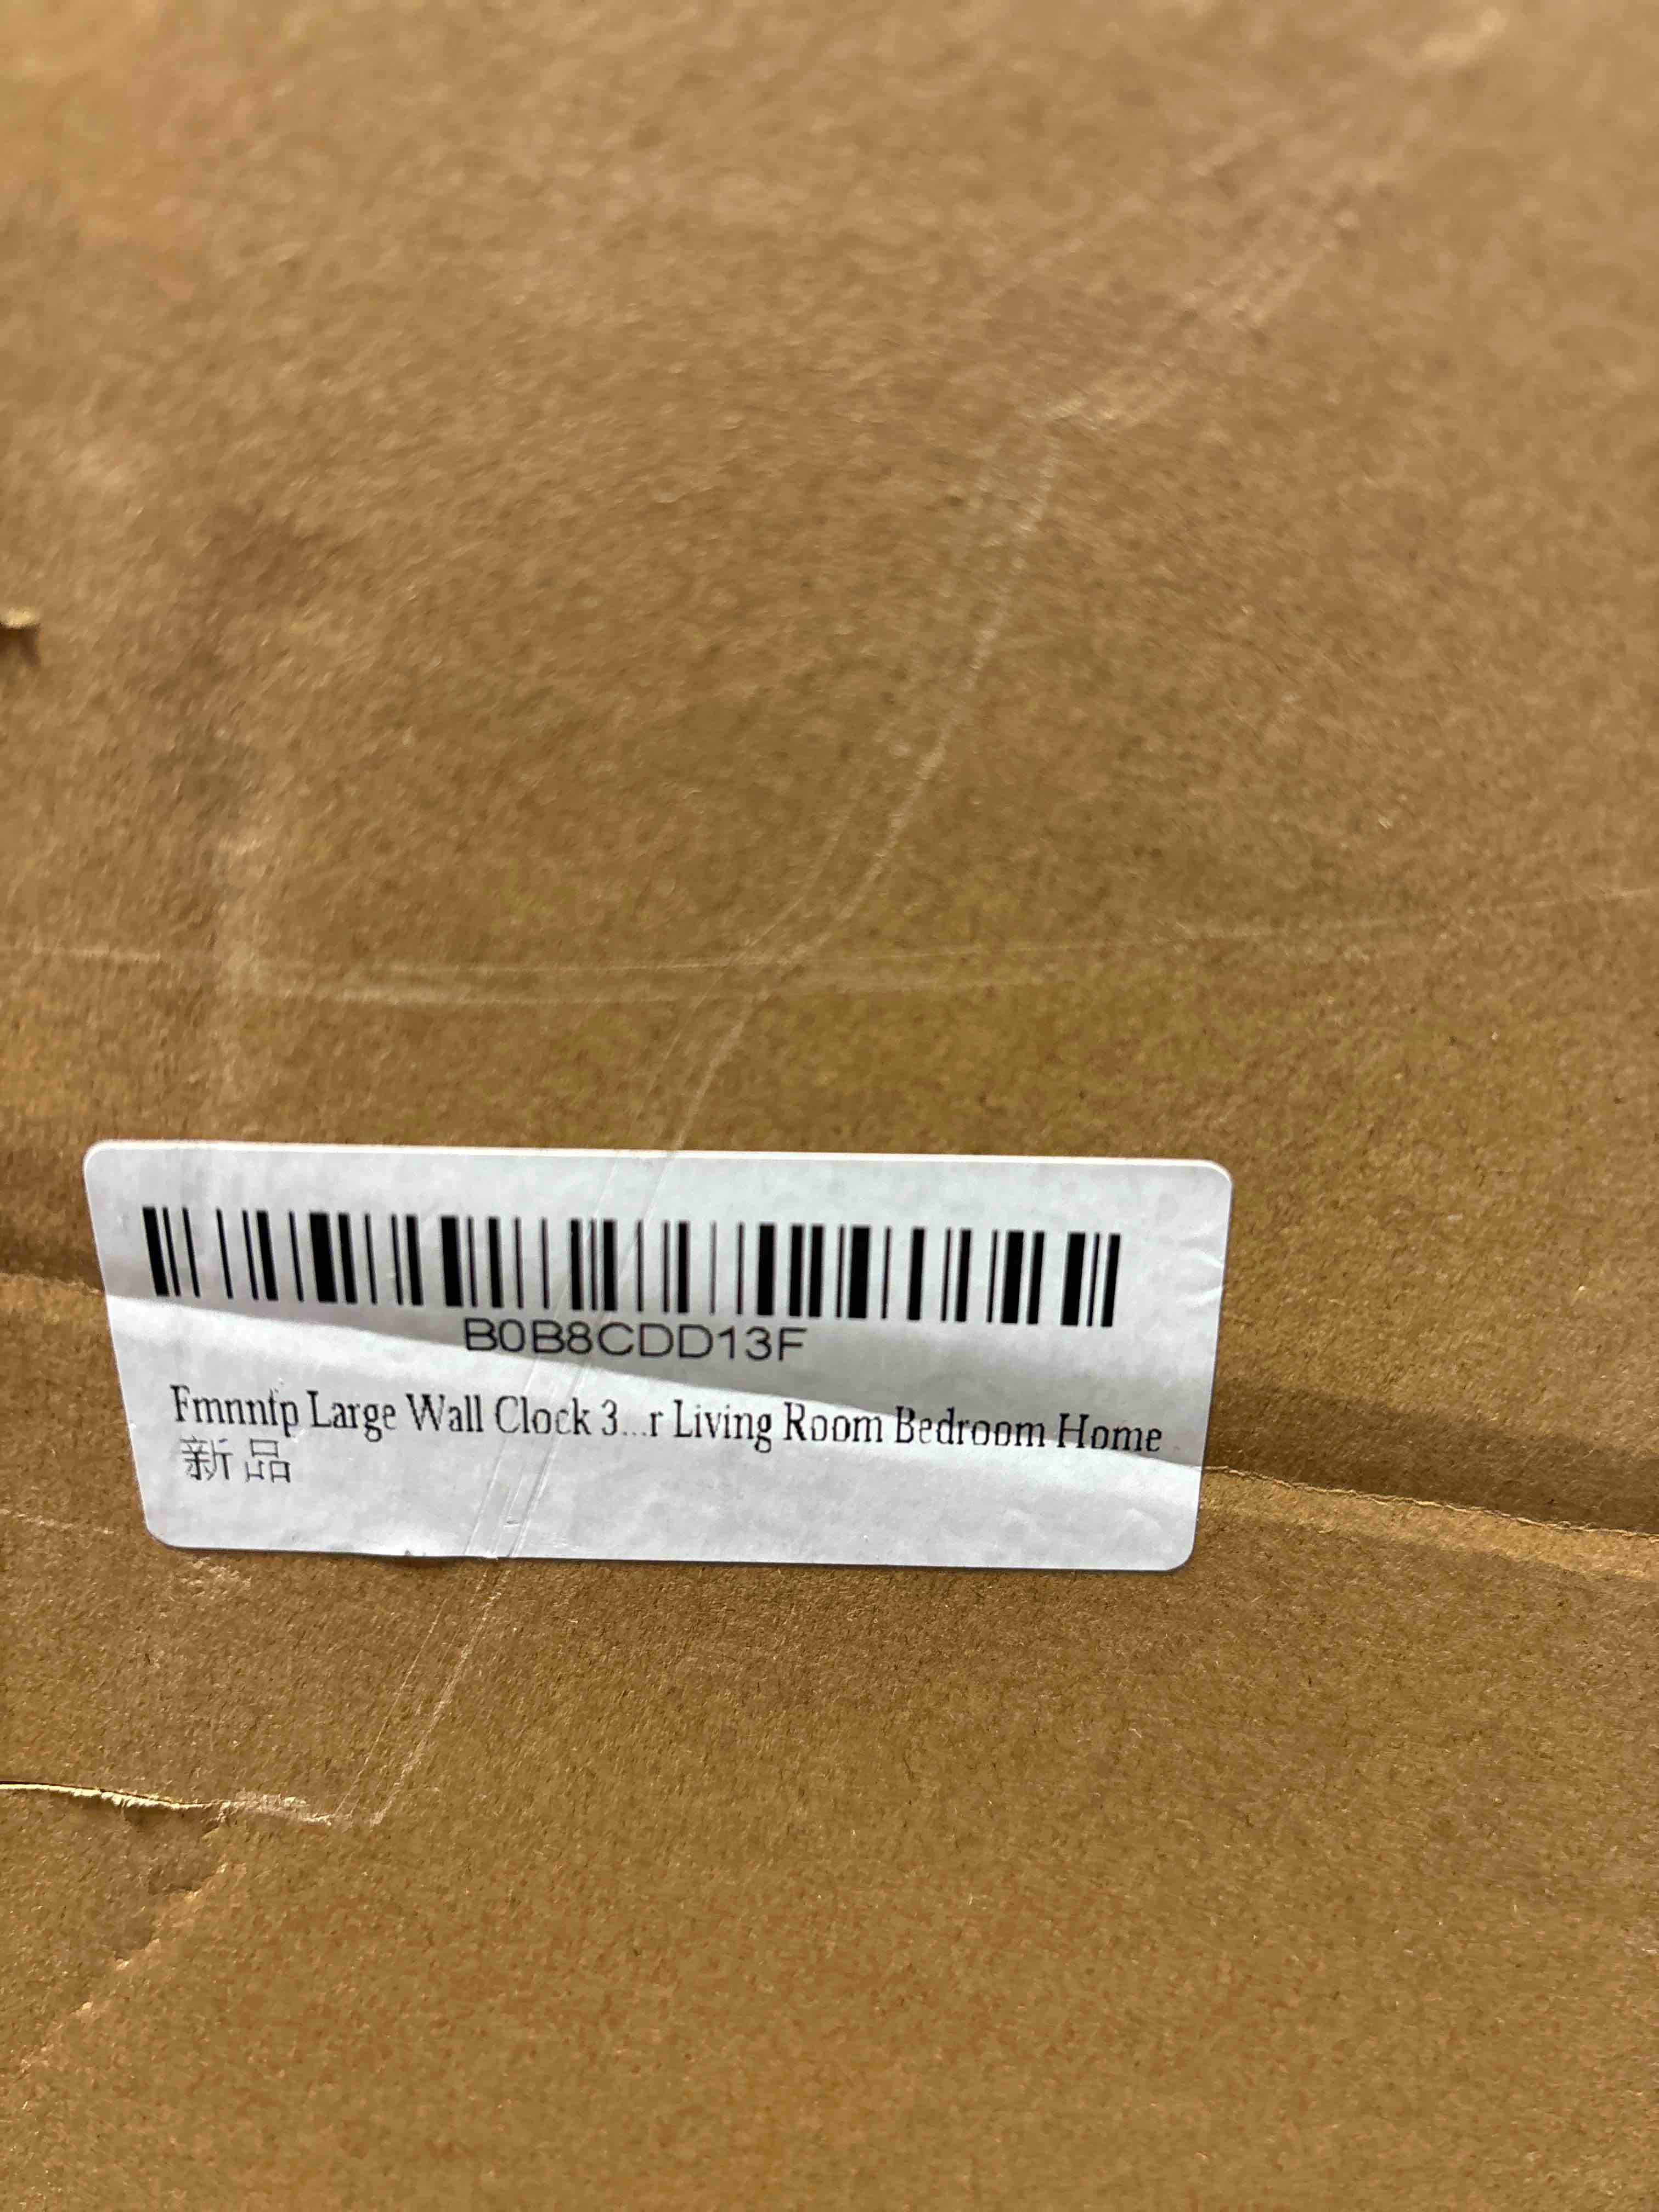 B0B8CDD13F
Fmnnfp Large Wall Clock 3...r Living Room Bedroom Home
新品